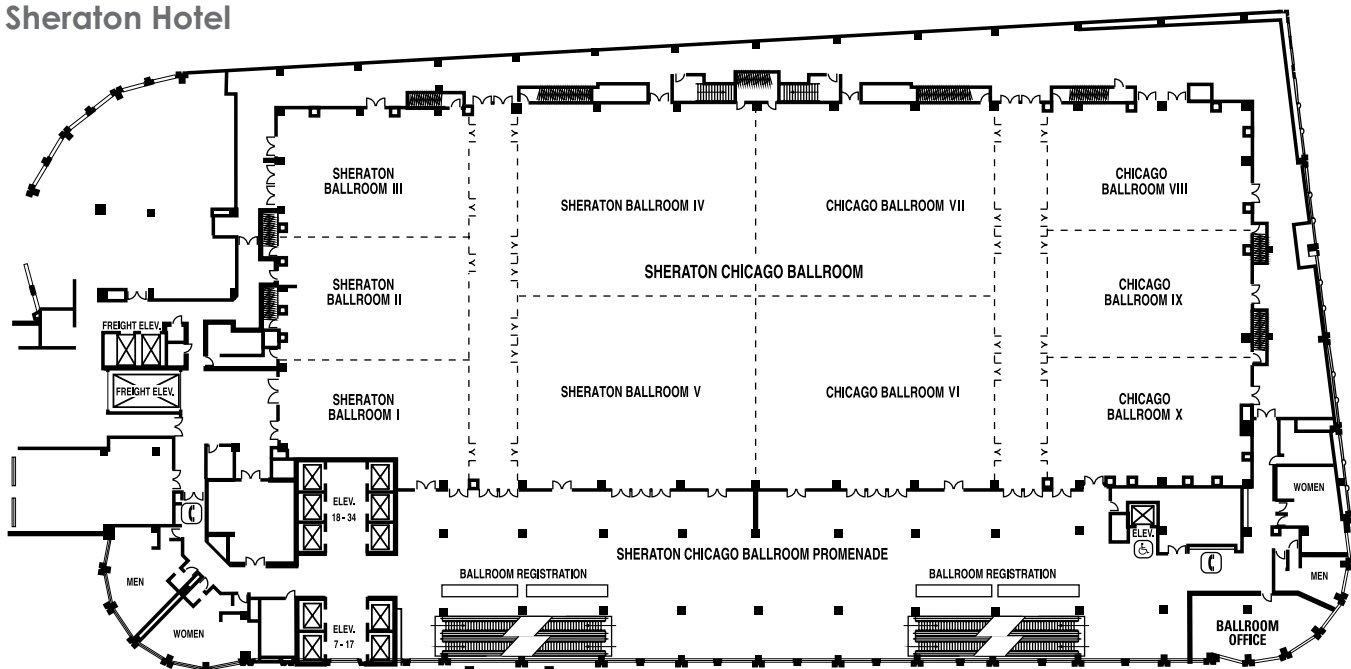 Sheraton Hotel
SHERATON
BALLROOM III
SHERATON BALLROOM IV
CHICAGO BALLROOM VII
CHICAGO
BALLROOM VIII
SHERATON CHICAGO BALLROOM
SHERATON
BALLROOM II
CHICAGO
BALLROOM IX
FREIGHT ELEV.
FREIGHT ELEV.
SHERATON
BALLROOM I
SHERATON BALLROOM V
CHICAGO BALLROOM VI
CHICAGO
BALLROOM X
ELEV.
18-34
WOMEN
ELEV.
SHERATON CHICAGO BALLROOM PROMENADE
MEN
BALLROOM REGISTRATION
BALLROOM REGISTRATION
MEN
WOMEN
ELEV.
7-17
BALLROOM
OFFICE